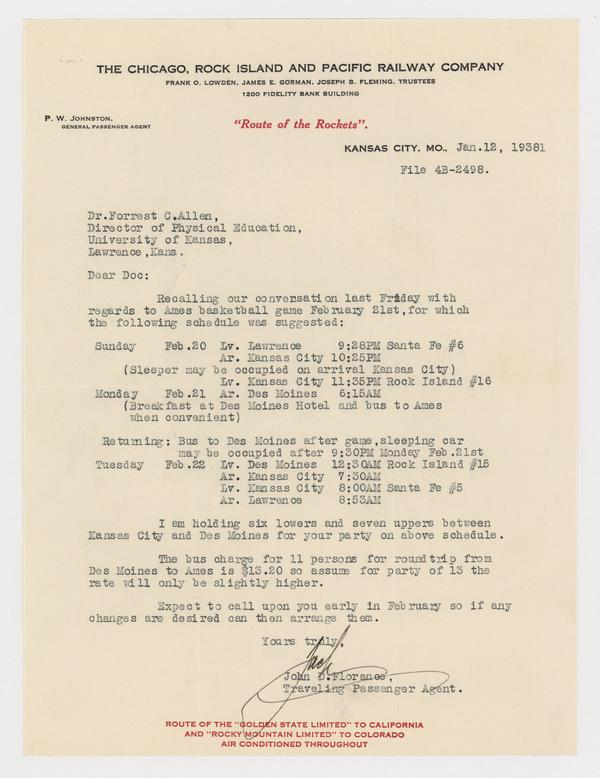 THE CHICAGO, ROCK ISLAND AND PACIFIC RAILWAY COMPANY
FRANK O. LOWDEN, JAMES E. GORMAN, JOSEPH B. FLEMING, TRUSTEES
1200 FIDELITY BANK BUILDING
P. W. JOHNSTON,
GENERAL PASSENGER AGENT
"Route of the Rockets".
KANSAS CITY, MO., Jan.12, 19381
File 4B-2498.
Dr.Forrest C.Allen,
Director of Physical Education,
University of Kansas,
Lawrence,Kans.
Dear Doc:
Recalling our conversation last Friday with
regards to Ames basketball game February 21st,for which
the following schedule was suggested:
Sunday Feb.20 Lv. Lawrence 9:28PM Santa Fe #6
Ar. Kansas City 10:25PM
(Sleeper may be occupied on arrival Kansas City)
Lv. Kansas City 11:35PM Rock Island #16
Monday Feb.21 Ar. Des Moines 6:15AM
(Breakfast at Des Moines Hotel and bus to Ames
when convenient)
Returning: Bus to Des Moines after game,sleeping car
may be occupied after 9:30PM Monday Feb.21st
Tuesday Feb.22 Lv. Des Moines 12:30AM Rock Island #15
Ar. Kansas City 7:30AM
Lv. Kansas City 8:00AM Santa Fe #5
Ar. Lawrence 8:53AM
I am holding six lowers and seven uppers between
Kansas City and Des Moines for your party on above schedule.
The bus charge for 11 persons for roundtrip from
Des Moines to Ames is $13.20 so assume for party of 13 the
rate will only be slightly higher.
Expect to call upon you early in February so if any
changes are desired can then arrange them.
Yours truly,
Jack
John D.Florance,
Traveling Passenger Agent.
ROUTE OF THE "GOLDEN STATE LIMITED" TO CALIFORNIA
AND "ROCKY MOUNTAIN LIMITED" TO COLORADO
AIR CONDITIONED THROUGHOUT